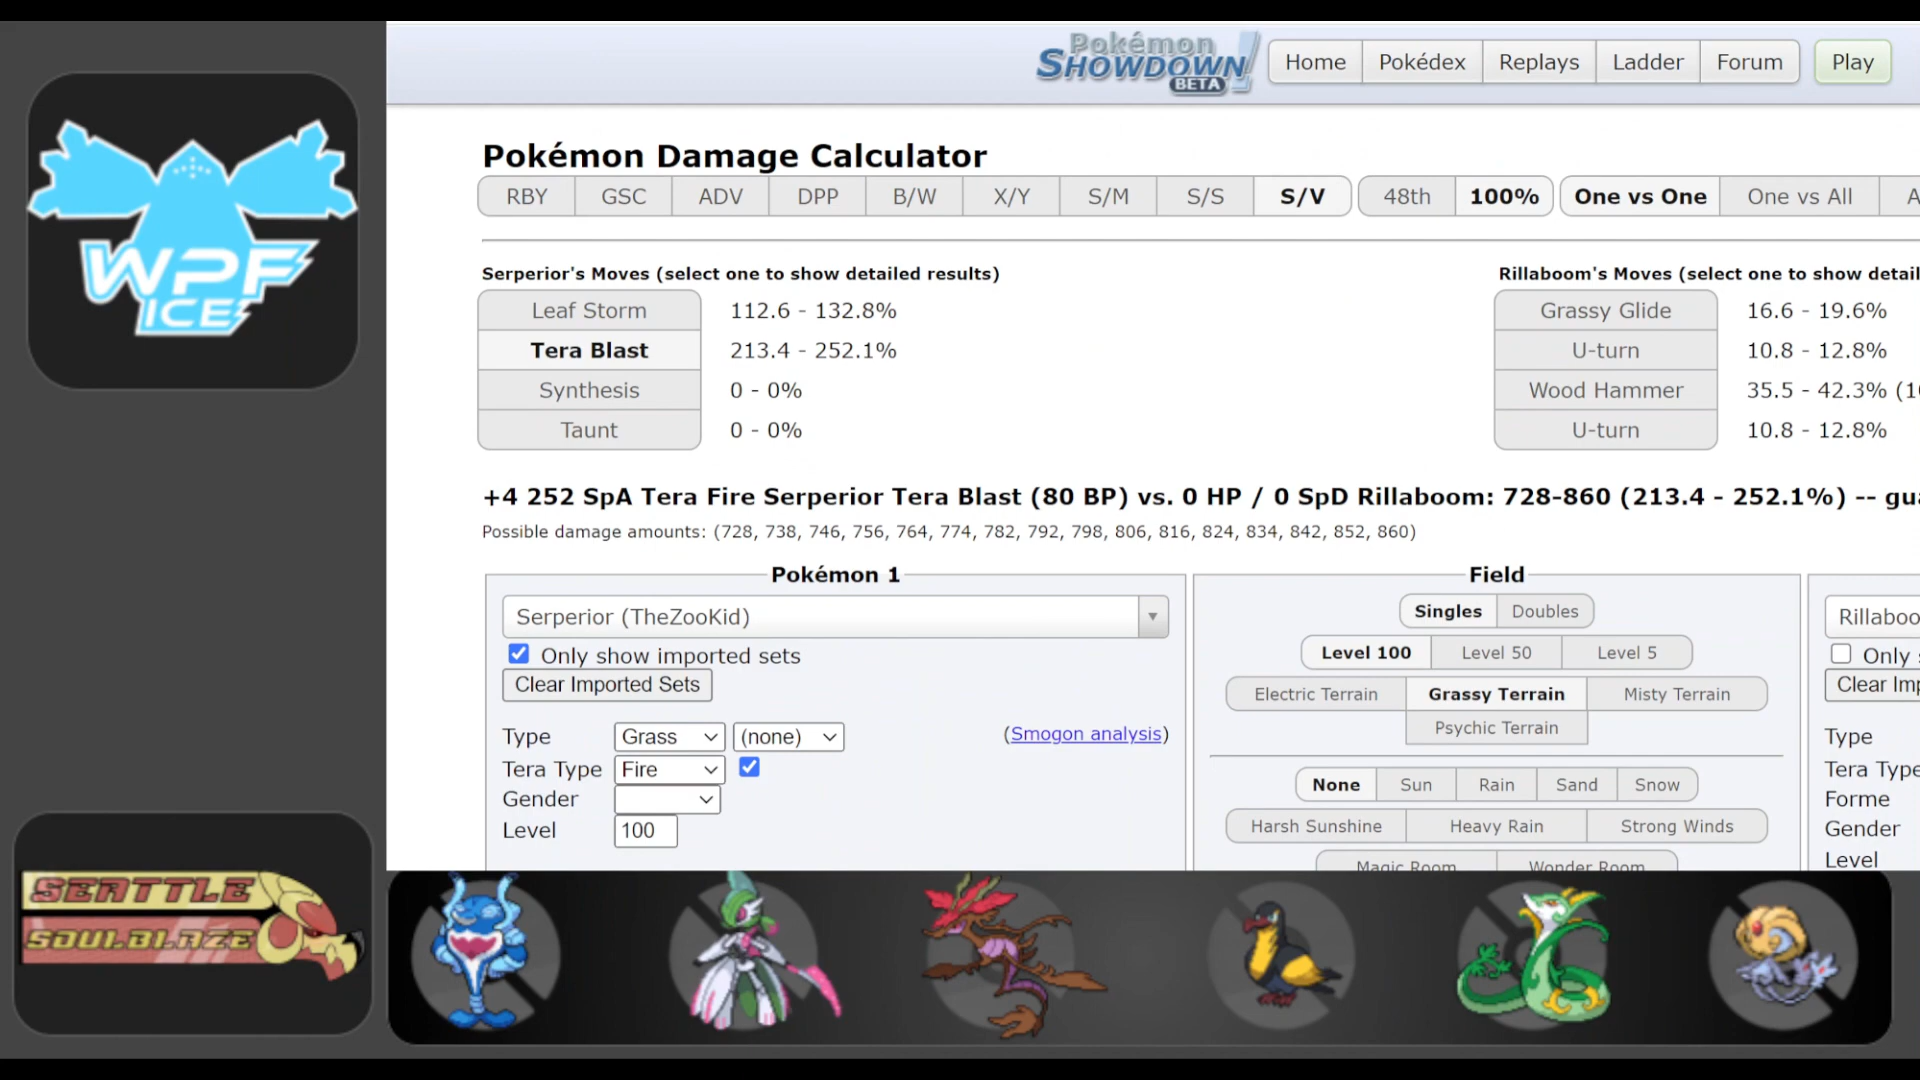 Pokémon
SHOWDOWN!
BETA
Home Pokédex Replays Ladder Forum Play
WPF
ICE
Pokémon Damage Calculator
RBY GSC ADV DPP B/W X/Y S/M S/S S/V 48th 100% One vs One One vs All A
Serperior's Moves (select one to show detailed results)
Rillaboom's Moves (select one to show detail
Leaf Storm 112.6 - 132.8%
Grassy Glide 16.6 - 19.6%
Tera Blast 213.4 - 252.1%
U-turn 10.8 - 12.8%
Synthesis 0 - 0%
Wood Hammer 35.5 - 42.3% (1
Taunt 0 - 0%
U-turn 10.8 - 12.8%
+4 252 SpA Tera Fire Serperior Tera Blast (80 BP) vs. 0 HP / 0 SpD Rillaboom: 728-860 (213.4 - 252.1%) -- gu
Possible damage amounts: (728, 738, 746, 756, 764, 774, 782, 792, 798, 806, 816, 824, 834, 842, 852, 860)
Pokémon 1
Serperior (TheZooKid)
Only show imported sets
Clear Imported Sets
Type Grass (none) (Smogon analysis)
Tera Type Fire
Gender
Level 100
Field
Singles Doubles
Level 100 Level 50 Level 5
Electric Terrain Grassy Terrain Misty Terrain
Psychic Terrain
None Sun Rain Sand Snow
Harsh Sunshine Heavy Rain Strong Winds
Magic Room Wonder Room
Rillaboo
Only
Clear Imp
Type
Tera Type
Forme
Gender
Level
SEATTLE
SOULBLAZE